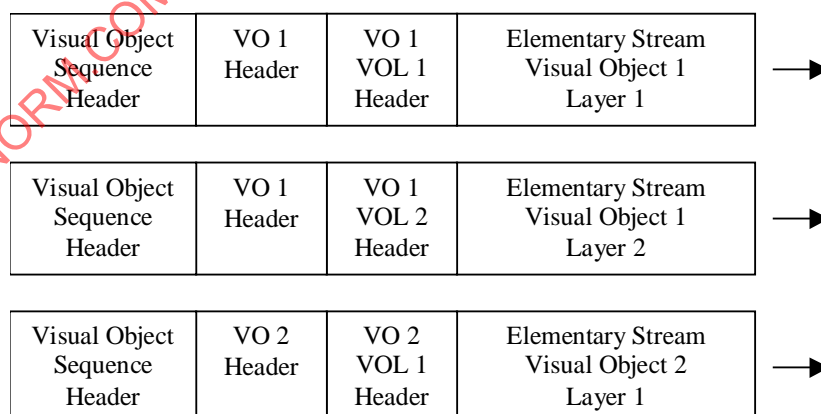 Visual Object VO 1 VO 1 Elementary Stream
Sequence Header VOL 1 Visual Object 1
Header Header Layer 1
Visual Object VO 1 VO 1 Elementary Stream
Sequence Header VOL 2 Visual Object 1
Header Header Layer 2
Visual Object VO 2 VO 2 Elementary Stream
Sequence Header VOL 1 Visual Object 2
Header Header Layer 1